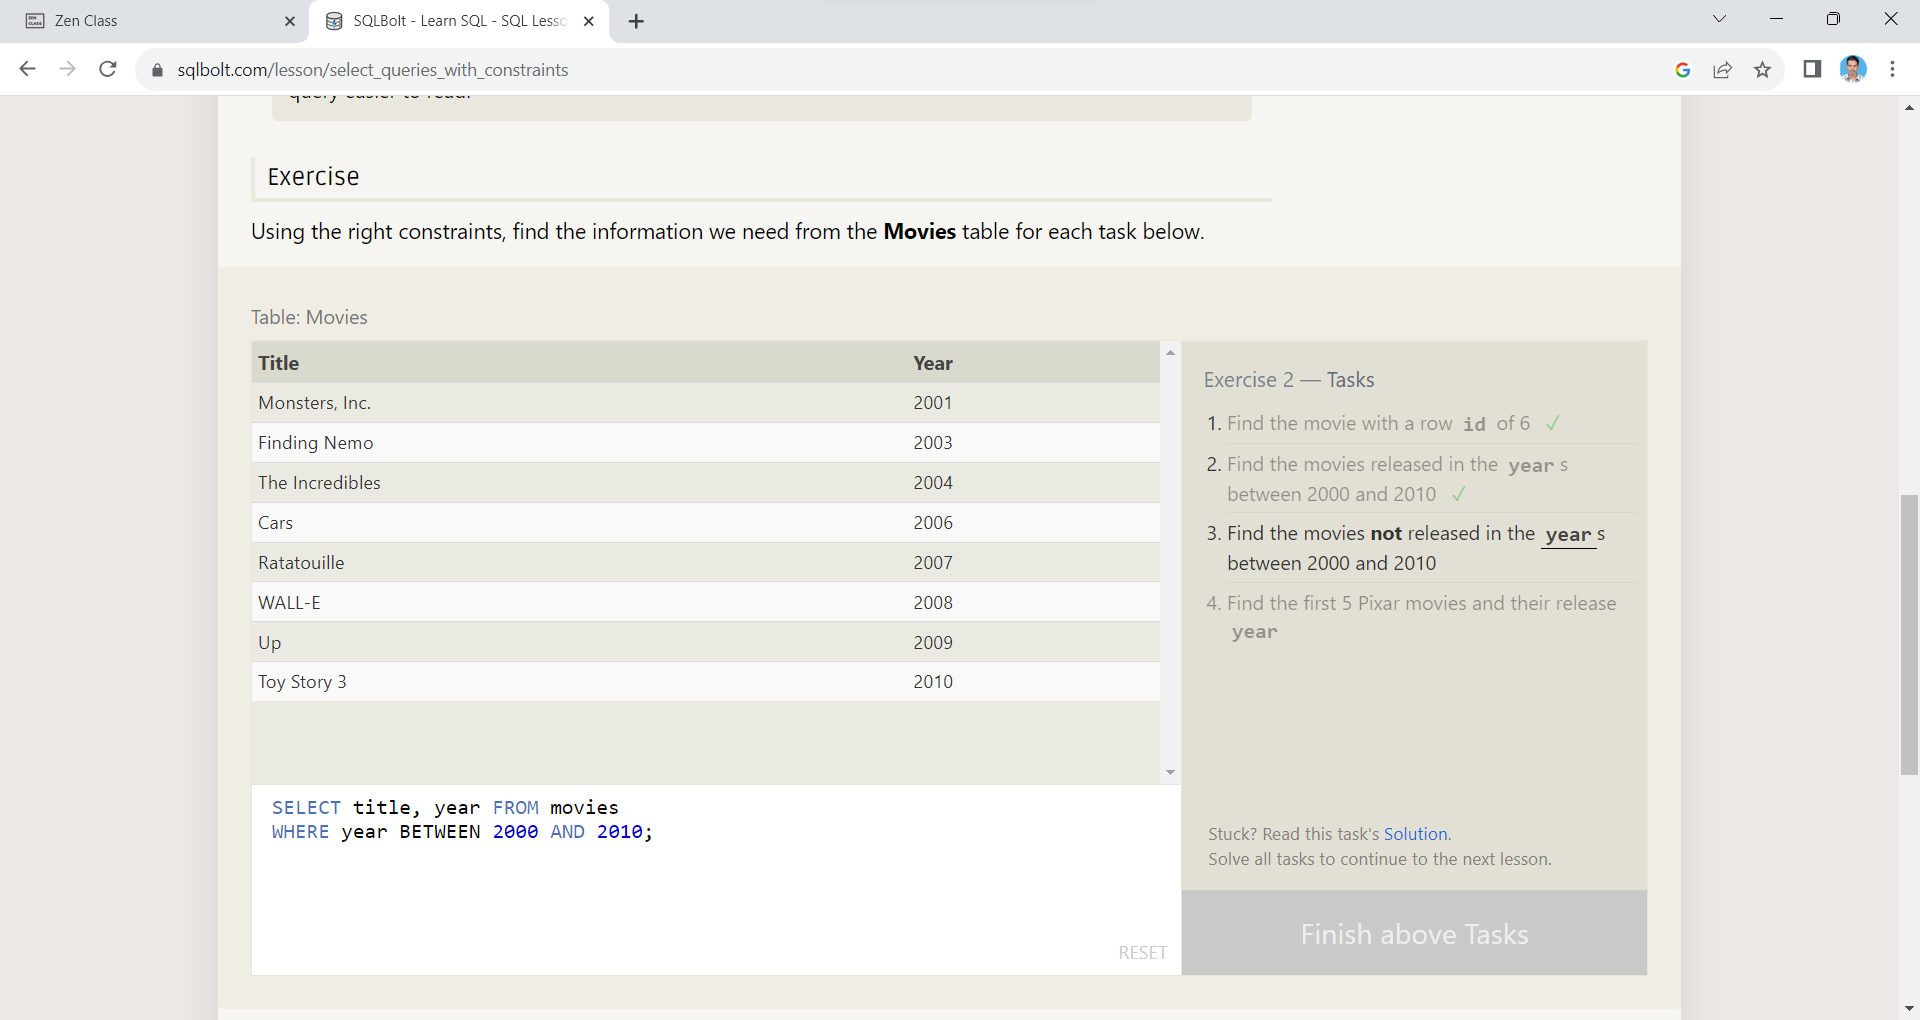 Zen Class
SQLBolt - Learn SQL - SQL Lesso
sqlbolt.com/lesson/select_queries_with_constraints
query easier to read.
Exercise
Using the right constraints, find the information we need from the Movies table for each task below.
Table: Movies
Title Year
Monsters, Inc. 2001
Finding Nemo 2003
The Incredibles 2004
Cars 2006
Ratatouille 2007
WALL-E 2008
Up 2009
Toy Story 3 2010
SELECT title, year FROM movies
WHERE year BETWEEN 2000 AND 2010;
RESET
Exercise 2 — Tasks
1. Find the movie with a row id of 6 ✓
2. Find the movies released in the year s
between 2000 and 2010 ✓
3. Find the movies not released in the year s
between 2000 and 2010
4. Find the first 5 Pixar movies and their release
year
Stuck? Read this task's Solution.
Solve all tasks to continue to the next lesson.
Finish above Tasks